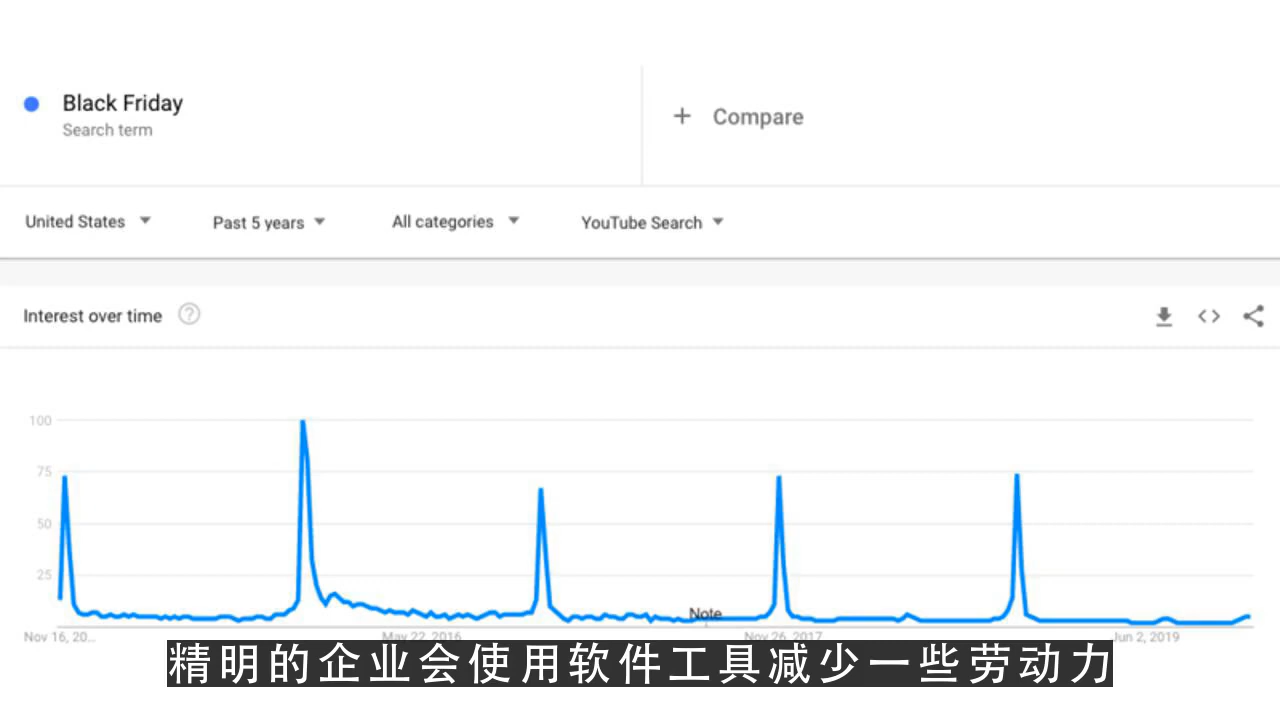 Black Friday
Search term
+ Compare
United States
Past 5 years
All categories
YouTube Search
Interest over time
?
100
75
50
25
Note
Nov 16, 20...
May 22, 2016
Nov 26, 2017
Jun 2, 2019
精明的企业会使用软件工具减少一些劳动力